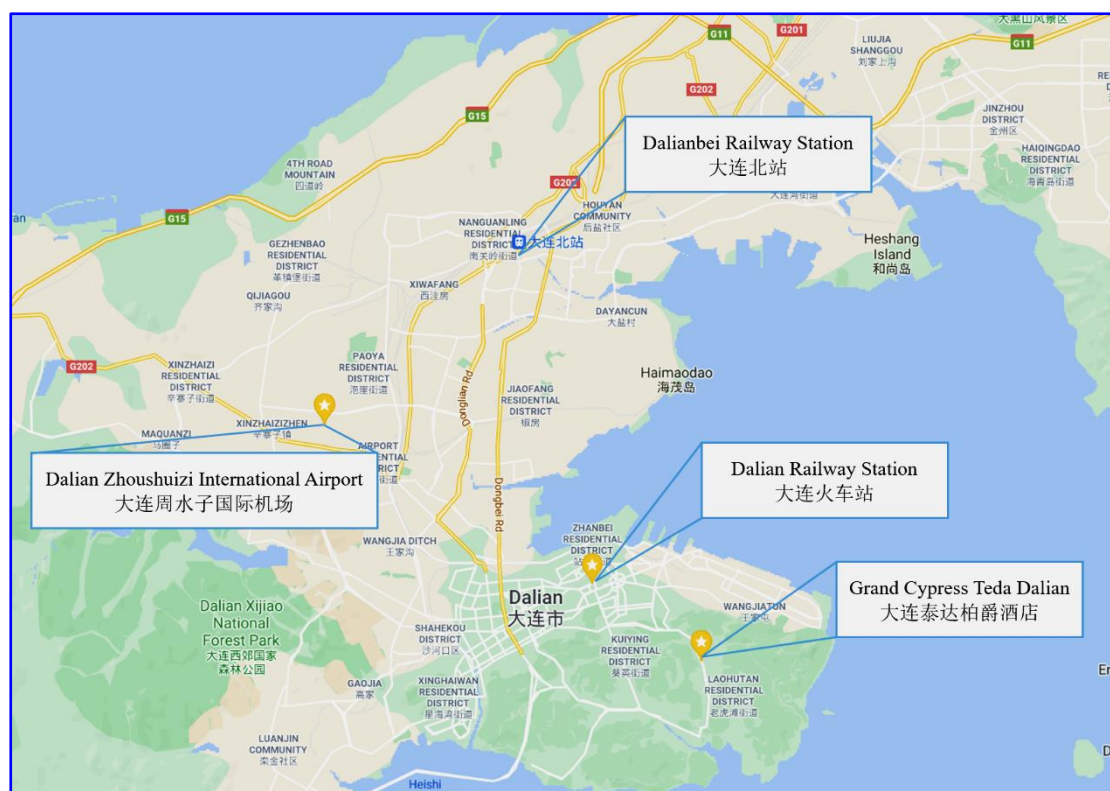 大黑山风景区
G11
G201
G11
LIUJIA
SHANGGOU
刘家上沟
G202
G15
JINZHOU
DISTRICT
金州区
Dalianbei Railway Station
大连北站
HAIQINGDAO
RESIDENTIAL
DISTRICT
海青岛街道
4TH ROAD
MOUNTAIN
四道岭
G202
大连湾街道
G15
HOUYAN
COMMUNITY
后盐社区
NANGUANLING
RESIDENTIAL
DISTRICT
南关岭街道
大连北站
Heshang
Island
和尚岛
GEZHENBAO
RESIDENTIAL
DISTRICT
革镇堡街道
XIWAFANG
西洼房
QIJIAGOU
齐家沟
DAYANCUN
大盐村
G202
XINZHAIZI
RESIDENTIAL
DISTRICT
辛寨子街道
PAOYA
RESIDENTIAL
DISTRICT
泡崖街道
Donglian Rd
JIAOFANG
RESIDENTIAL
DISTRICT
椒房
Haimaodao
海茂岛
MAQUANZI
马圈子
XINZHAIZIZHEN
辛寨子镇
AIRPORT
Dalian Zhoushuizi International Airport
大连周水子国际机场
Dalian Railway Station
大连火车站
Dongbei Rd
ZHANBEI
RESIDENTIAL
DISTRICT
WANGJIA DITCH
王家沟
Grand Cypress Teda Dalian
大连泰达柏爵酒店
Dalian
大连市
WANGJIATUN
王家屯
Dalian Xijiao
National
Forest Park
大连西郊国家
森林公园
SHAHEKOU
DISTRICT
沙河口区
KUIYING
RESIDENTIAL
DISTRICT
葵英街道
GAOJIA
高家
XINGHAIWAN
RESIDENTIAL
DISTRICT
星海湾街道
LAOHUTAN
RESIDENTIAL
DISTRICT
老虎滩街道
LUANJIN
COMMUNITY
栾金社区
Heishi